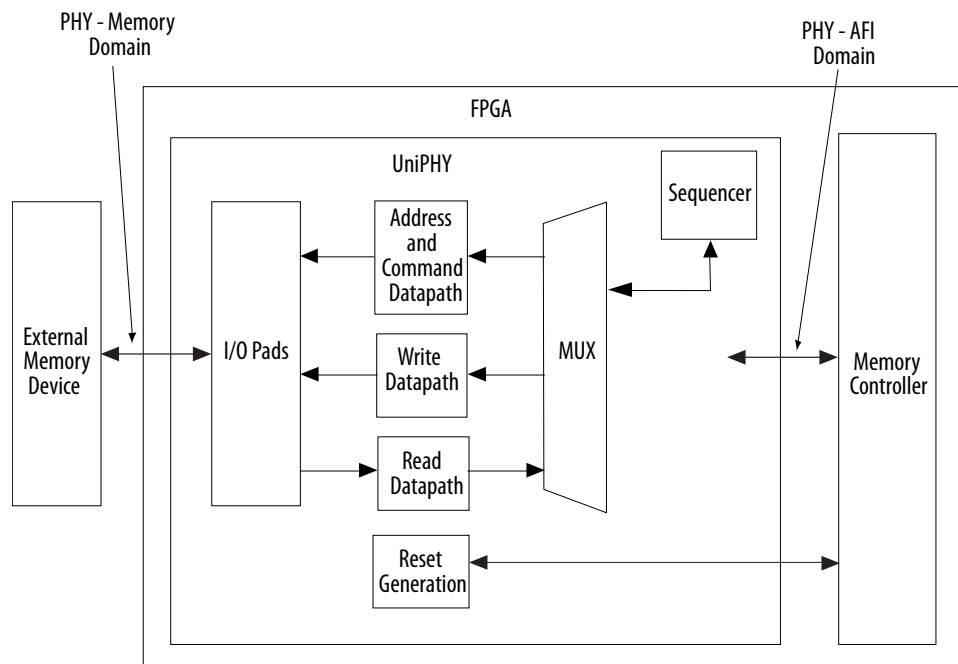 PHY - Memory
Domain
PHY - AFI
Domain
FPGA
UniPHY
Sequencer
Address
and
Command
Datapath
External
Memory
Device
I/O Pads
Write
Datapath
MUX
Memory
Controller
Read
Datapath
Reset
Generation